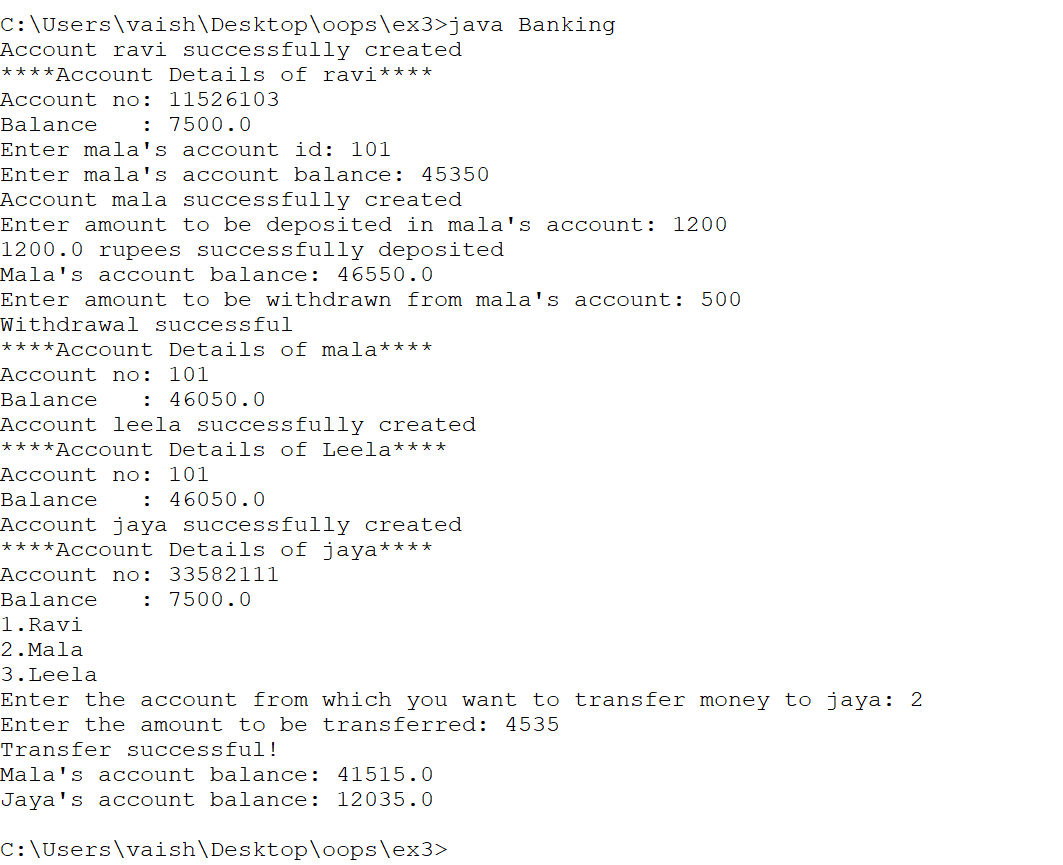 C:\Users\vaish\Desktop\oops\ex3>java Banking
Account ravi successfully created
****Account Details of ravi****
Account no: 11526103
Balance   : 7500.0
Enter mala's account id: 101
Enter mala's account balance: 45350
Account mala successfully created
Enter amount to be deposited in mala's account: 1200
1200.0 rupees successfully deposited
Mala's account balance: 46550.0
Enter amount to be withdrawn from mala's account: 500
Withdrawal successful
****Account Details of mala****
Account no: 101
Balance   : 46050.0
Account leela successfully created
****Account Details of Leela****
Account no: 101
Balance   : 46050.0
Account jaya successfully created
****Account Details of jaya****
Account no: 33582111
Balance   : 7500.0
1.Ravi
2.Mala
3.Leela
Enter the account from which you want to transfer money to jaya: 2
Enter the amount to be transferred: 4535
Transfer successful!
Mala's account balance: 41515.0
Jaya's account balance: 12035.0
C:\Users\vaish\Desktop\oops\ex3>